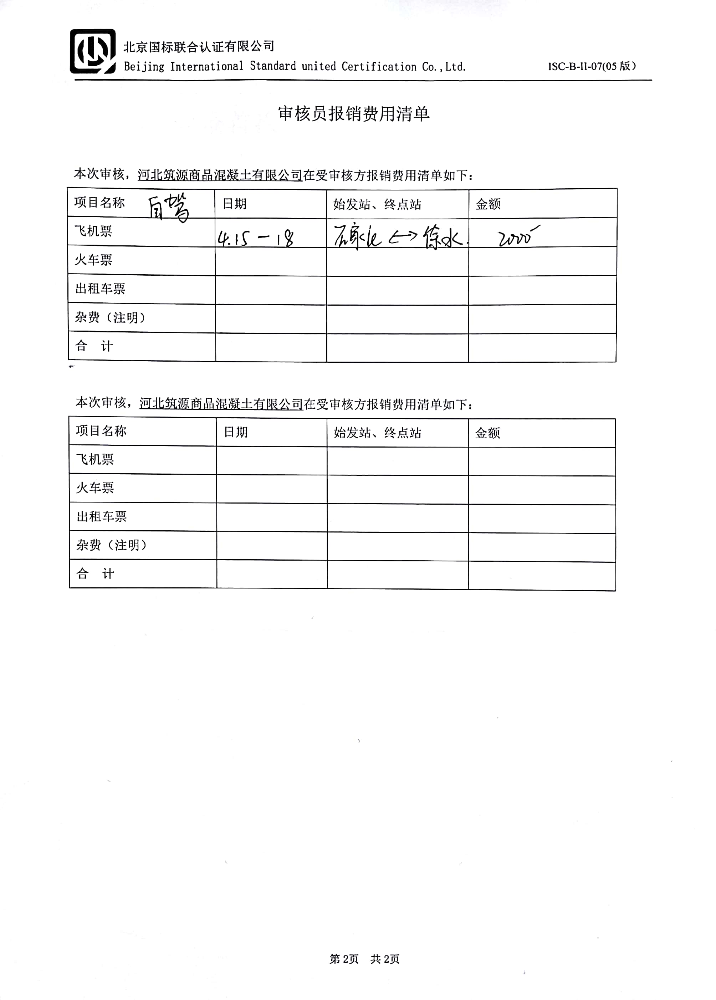 北京国标联合认证有限公司
Beijing International Standard united Certification Co.,Ltd. ISC-B-II-07(05版)
审核员报销费用清单
本次审核，河北筑源商品混凝土有限公司在受审核方报销费用清单如下：
项目名称 自驾 日期 始发站、终点站 金额
飞机票 4.15-18 石家庄<->徐水. 2000
火车票
出租车票
杂费（注明）
合 计
本次审核，河北筑源商品混凝土有限公司在受审核方报销费用清单如下：
项目名称 日期 始发站、终点站 金额
飞机票
火车票
出租车票
杂费（注明）
合 计
第2页 共2页